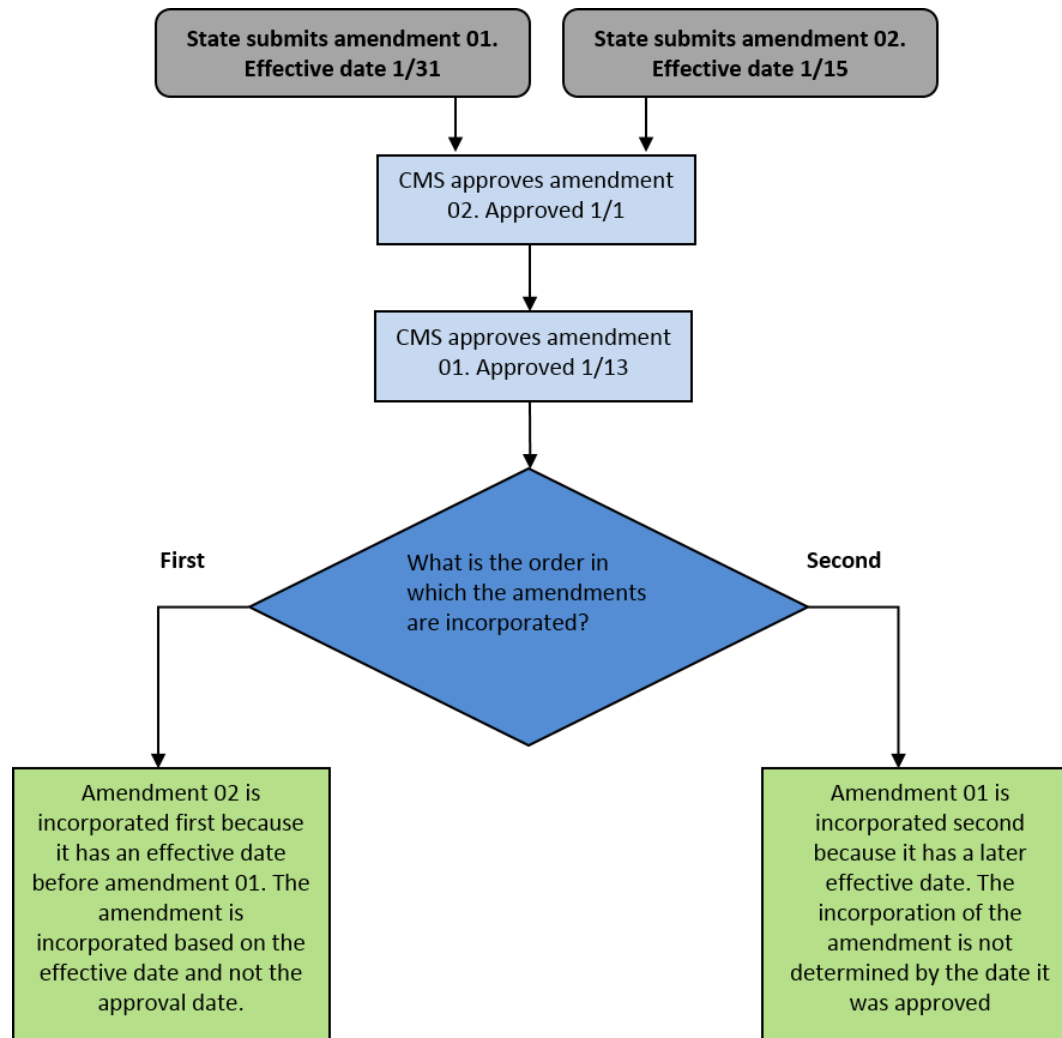 State submits amendment 01.
Effective date 1/31
State submits amendment 02.
Effective date 1/15
CMS approves amendment
02. Approved 1/1
CMS approves amendment
01. Approved 1/13
First
What is the order in
which the amendments
are incorporated?
Second
Amendment 02 is
incorporated first because
it has an effective date
before amendment 01. The
amendment is
incorporated based on the
effective date and not the
approval date.
Amendment 01 is
incorporated second
because it has a later
effective date. The
incorporation of the
amendment is not
determined by the date it
was approved